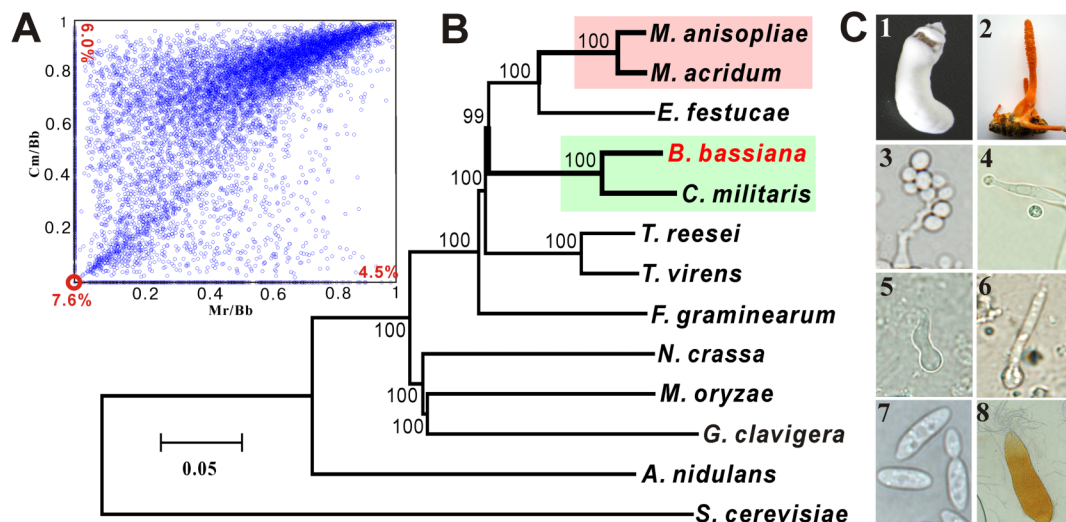 A
B
C
1
0.8
0.6
0.4
0.2
Cm/Bb
6.0%
4.5%
7.6%
0.2
0.4
0.6
0.8
1
Mr/Bb
100
M. anisopliae
M. acridum
100
E. festucae
99
B. bassiana
100
C. militaris
100
T. reesei
100
T. virens
100
F. graminearum
N. crassa
100
M. oryzae
100
100
G. clavigera
A. nidulans
S. cerevisiae
0.05
1
2
3
4
5
6
7
8